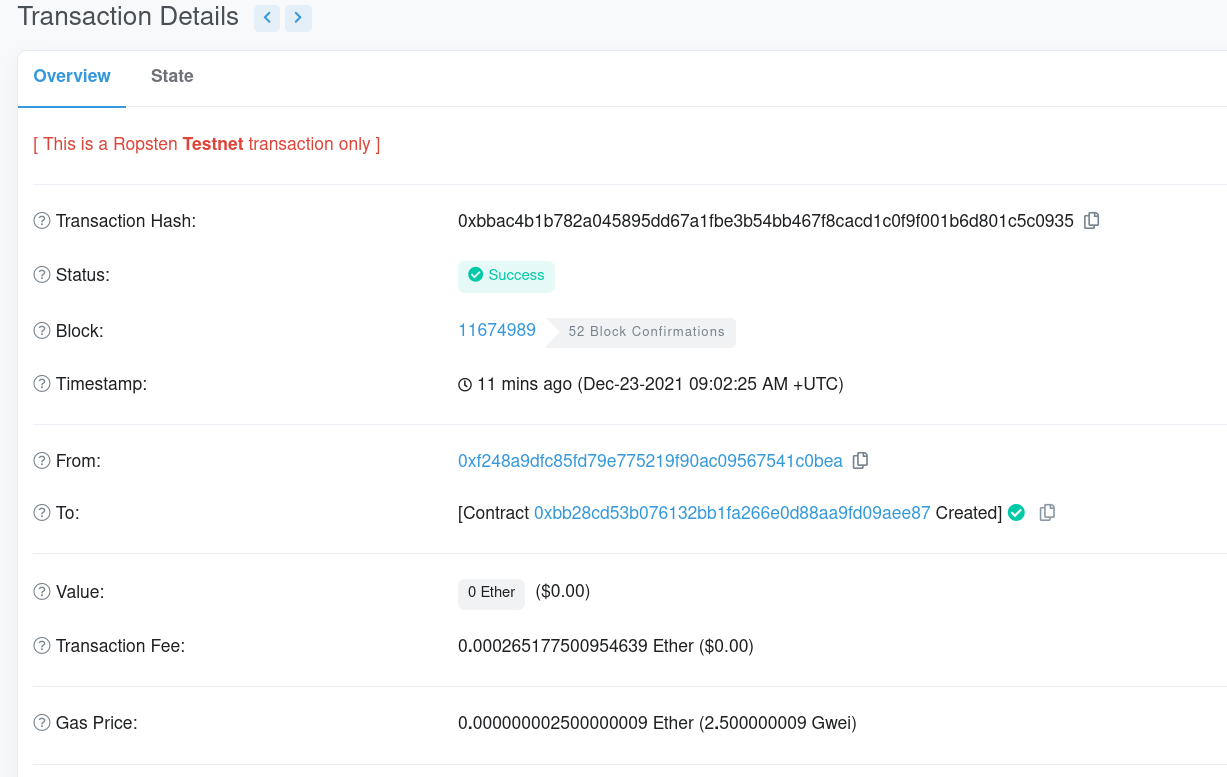 Transaction Details
Overview State
[ This is a Ropsten Testnet transaction only ]
Transaction Hash: 0xbbac4b1b782a045895dd67a1fbe3b54bb467f8cacd1c0f9f001b6d801c5c0935
Status: Success
Block: 11674989 52 Block Confirmations
Timestamp: 11 mins ago (Dec-23-2021 09:02:25 AM +UTC)
From: 0xf248a9dfc85fd79e775219f90ac09567541c0bea
To: [Contract 0xbb28cd53b076132bb1fa266e0d88aa9fd09aee87 Created]
Value: 0 Ether ($0.00)
Transaction Fee: 0.000265177500954639 Ether ($0.00)
Gas Price: 0.000000002500000009 Ether (2.500000009 Gwei)